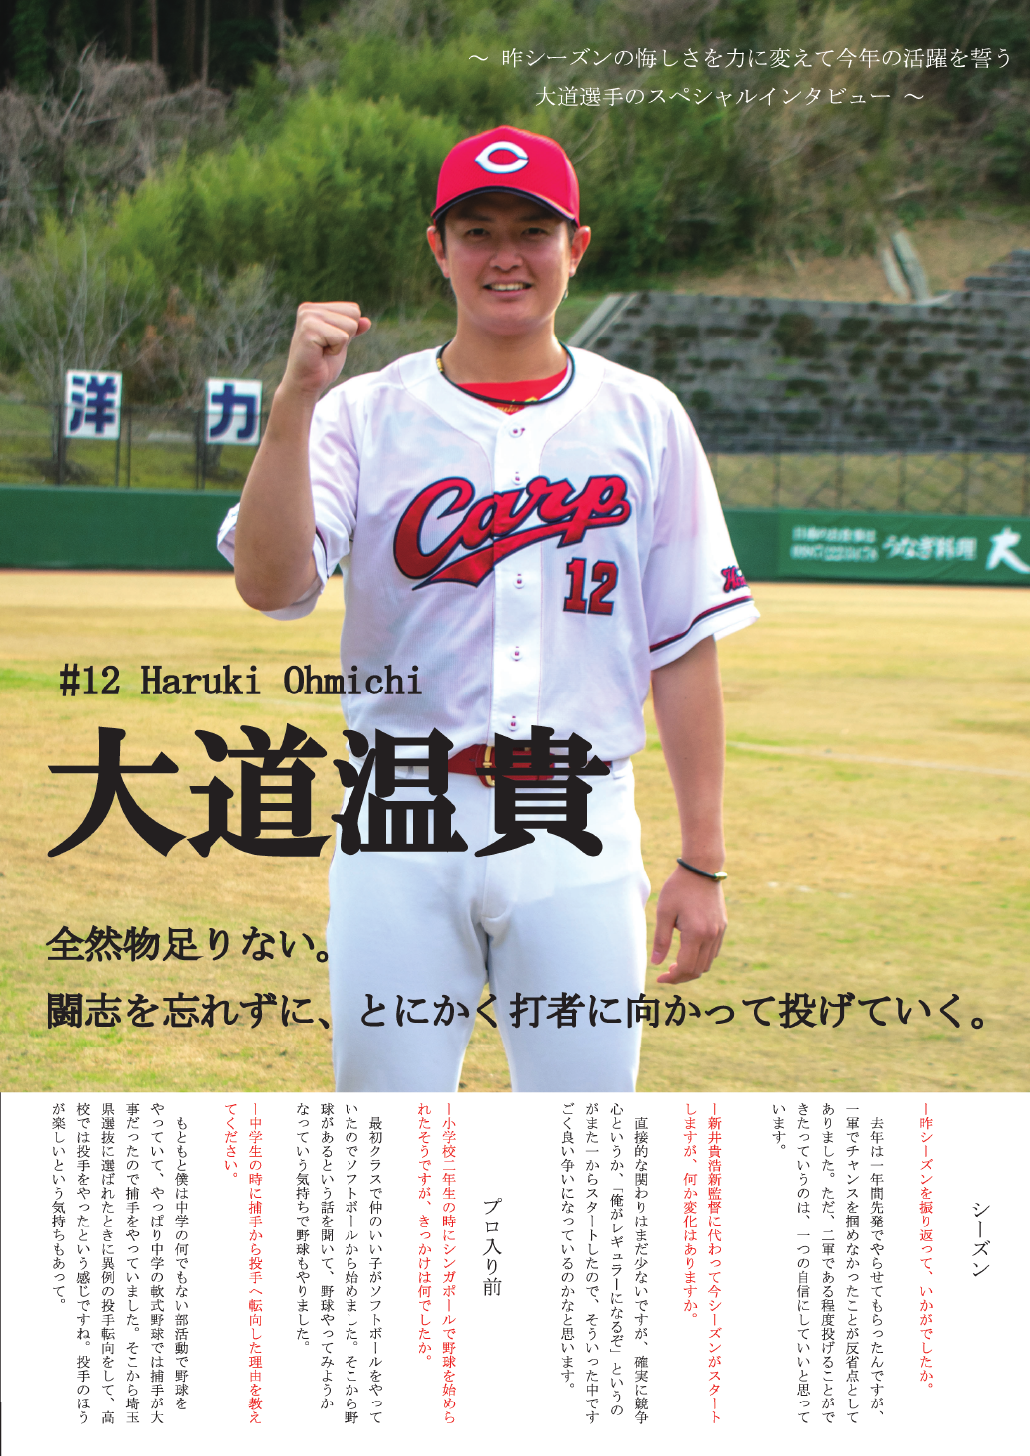 ～ 昨シーズンの悔しさを力に変えて今年の活躍を誓う
大道選手のスペシャルインタビュー ～
洋
力
Carp
12
うなぎ料理
大
#12 Haruki Ohmichi
大道温貴
全然物足りない。
闘志を忘れずに、とにかく打者に向かって投げていく。
シーズン
ー昨シーズンを振り返って、いかがでしたか。
去年は一年間先発でやらせてもらったんですが、
一軍でチャンスを掴めなかったことが反省点として
ありました。ただ、二軍である程度投げることがで
きたっていうのは、一つの自信にしていいと思って
います。
ー新井貴浩新監督に代わって今シーズンがスタート
しますが、何か変化はありますか。
直接的な関わりはまだ少ないですが、確実に競争
心というか、「俺がレギュラーになるぞ」というの
がまた一からスタートしたので、そういった中です
ごく良い争いになっているのかなと思います。
プロ入り前
ー小学校二年生の時にシンガポールで野球を始めら
れたそうですが、きっかけは何でしたか。
最初クラスで仲のいい子がソフトボールをやって
いたのでソフトボールから始めました。そこから野
球があるという話を聞いて、野球やってみようか
なっていう気持ちで野球もやりました。
ー中学生の時に捕手から投手へ転向した理由を教え
てください。
もともと僕は中学の何でもない部活動で野球を
やっていて、やっぱり中学の軟式野球では捕手が大
事だったので捕手をやっていました。そこから埼玉
県選抜に選ばれたときに異例の投手転向をして、高
校では投手をやったという感じですね。投手のほう
が楽しいという気持ちもあって。